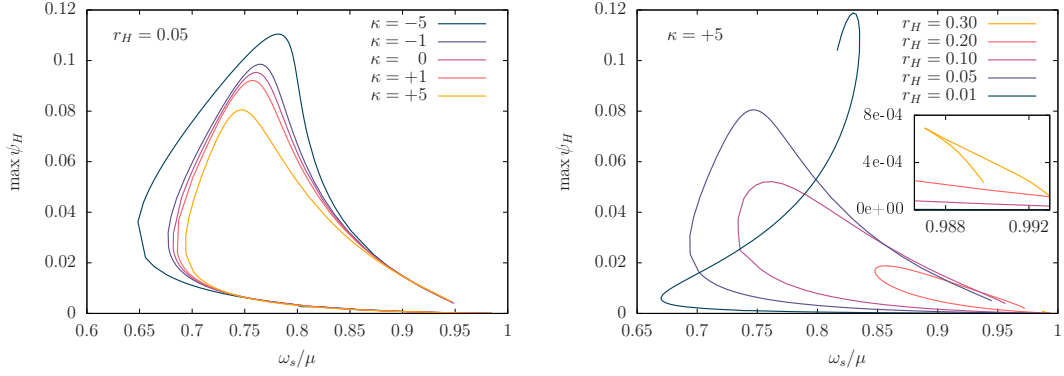 r_H = 0.05
κ = −5
κ = −1
κ = 0
κ = +1
κ = +5
max ψ_H
0.12
0.1
0.08
0.06
0.04
0.02
0
0.6
0.65
0.7
0.75
0.8
0.85
0.9
0.95
1
ω_s/μ
κ = +5
r_H = 0.30
r_H = 0.20
r_H = 0.10
r_H = 0.05
r_H = 0.01
max ψ_H
0.12
0.1
0.08
0.06
0.04
0.02
0
8e-04
4e-04
0e+00
0.988
0.992
0.65
0.7
0.75
0.8
0.85
0.9
0.95
1
ω_s/μ